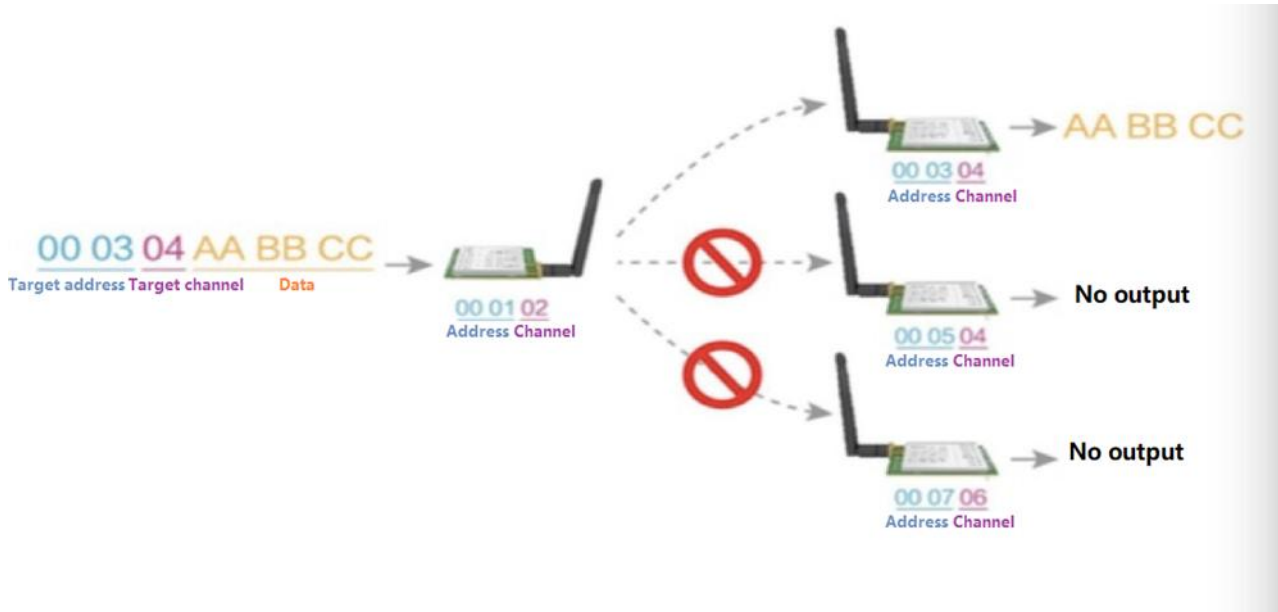 AA BB CC
00 03 04
Address Channel
00 03 04 AA BB CC
Target address Target channel Data
00 01 02
Address Channel
No output
00 05 04
Address Channel
No output
00 07 06
Address Channel